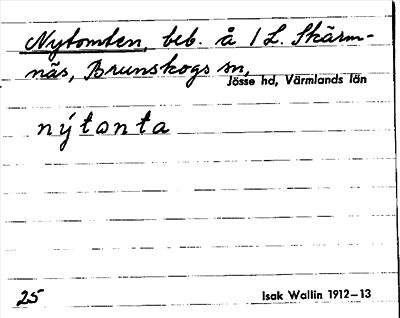 Nytomten, beb. å 1 L. Skärm-
näs, Brunskogs sn,
Jösse hd, Värmlands län
nýtonta
25
Isak Wallin 1912–13